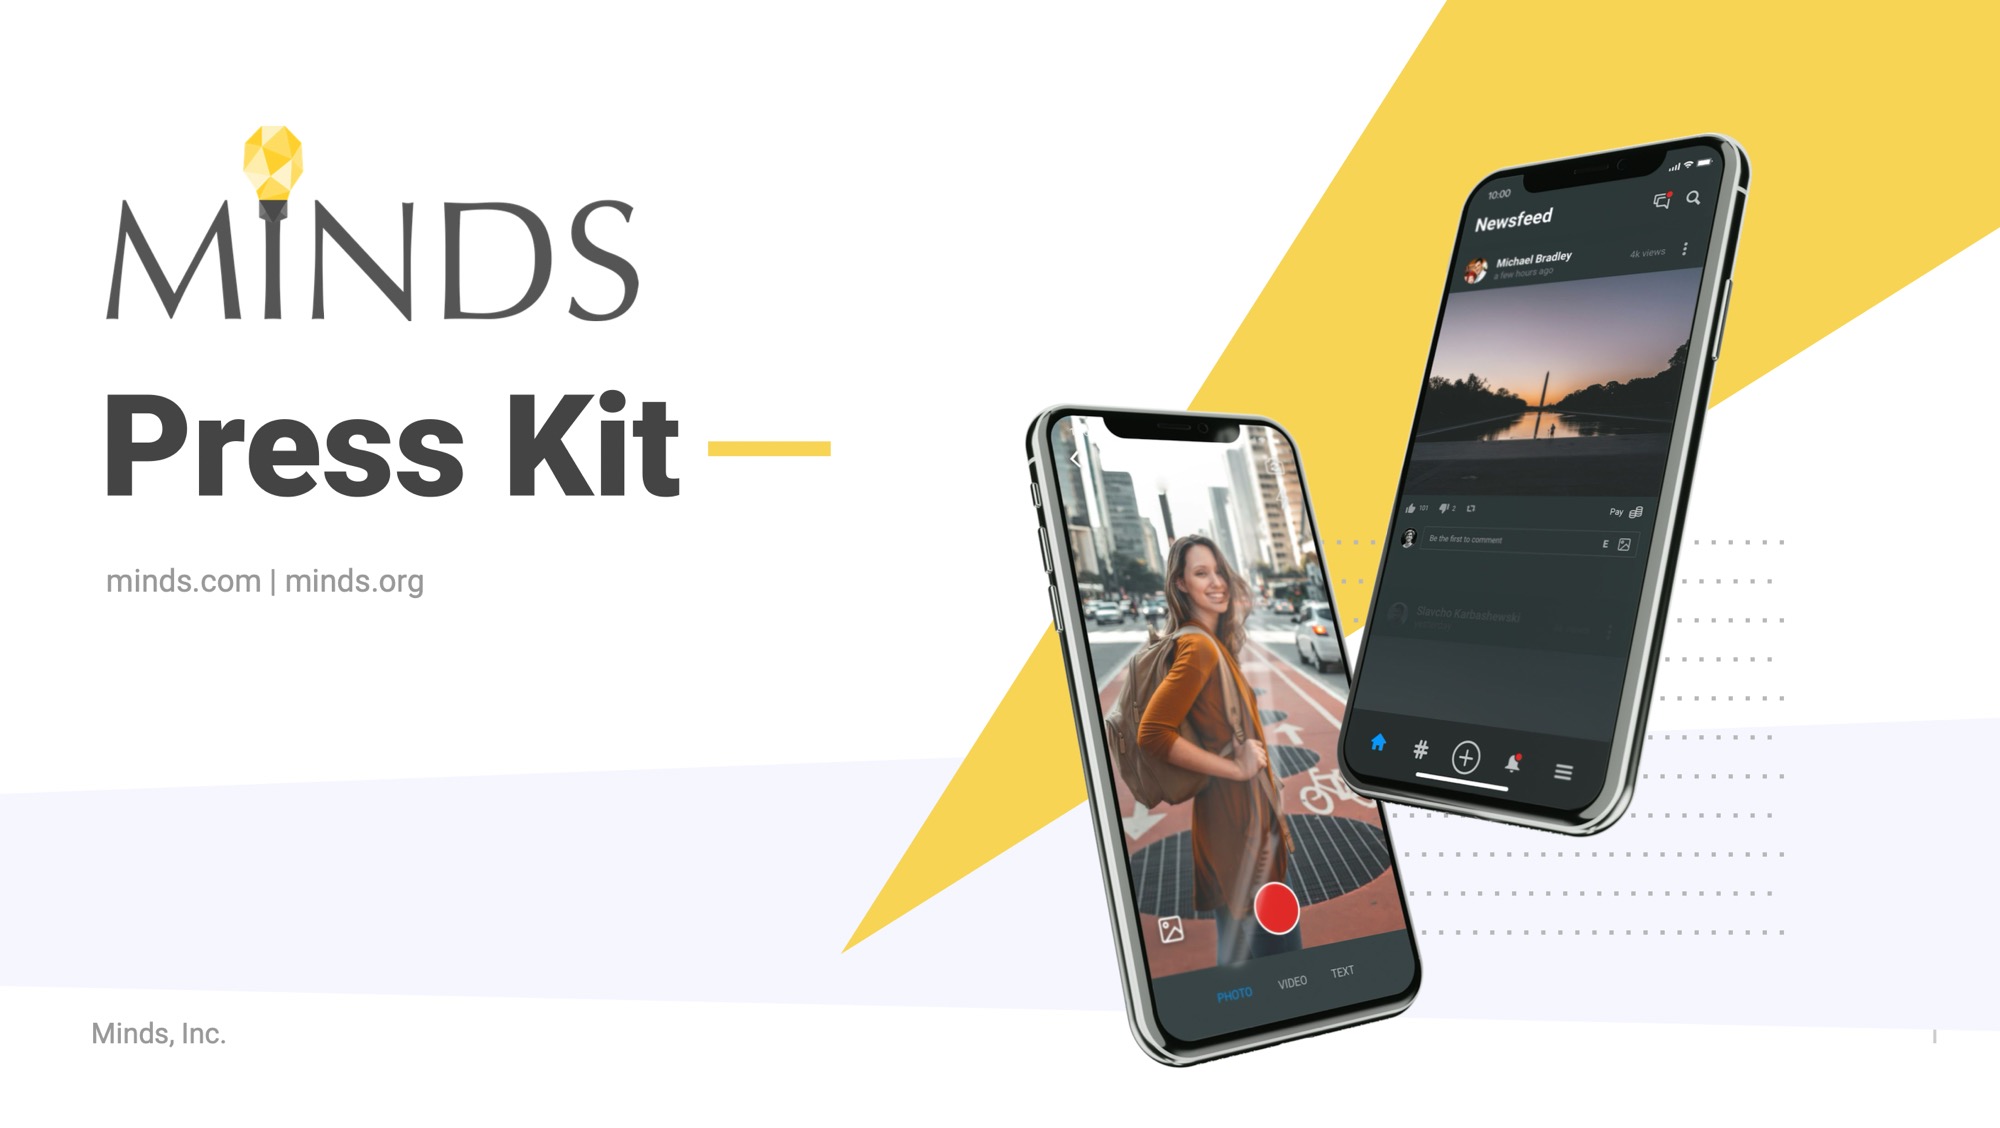 MINDS
Press Kit
minds.com | minds.org
Minds, Inc.
10:00
Newsfeed
Michael Bradley
a few hours ago
4k views
101
2
Pay
Be the first to comment
E
Slavcho Karbashewski
#
PHOTO
VIDEO
TEXT